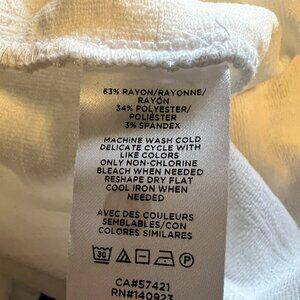 63% RAYON/RAYONNE/
RAYÓN
34% POLYESTER/
POLIÉSTER
3% SPANDEX
MACHINE WASH COLD
DELICATE CYCLE WITH
LIKE COLORS
ONLY NON-CHLORINE
BLEACH WHEN NEEDED
RESHAPE DRY FLAT
COOL IRON WHEN
NEEDED
AVEC DES COULEURS
SEMBLABLES/CON
COLORES SIMILARES
30 P
CA#57421
RN#140923